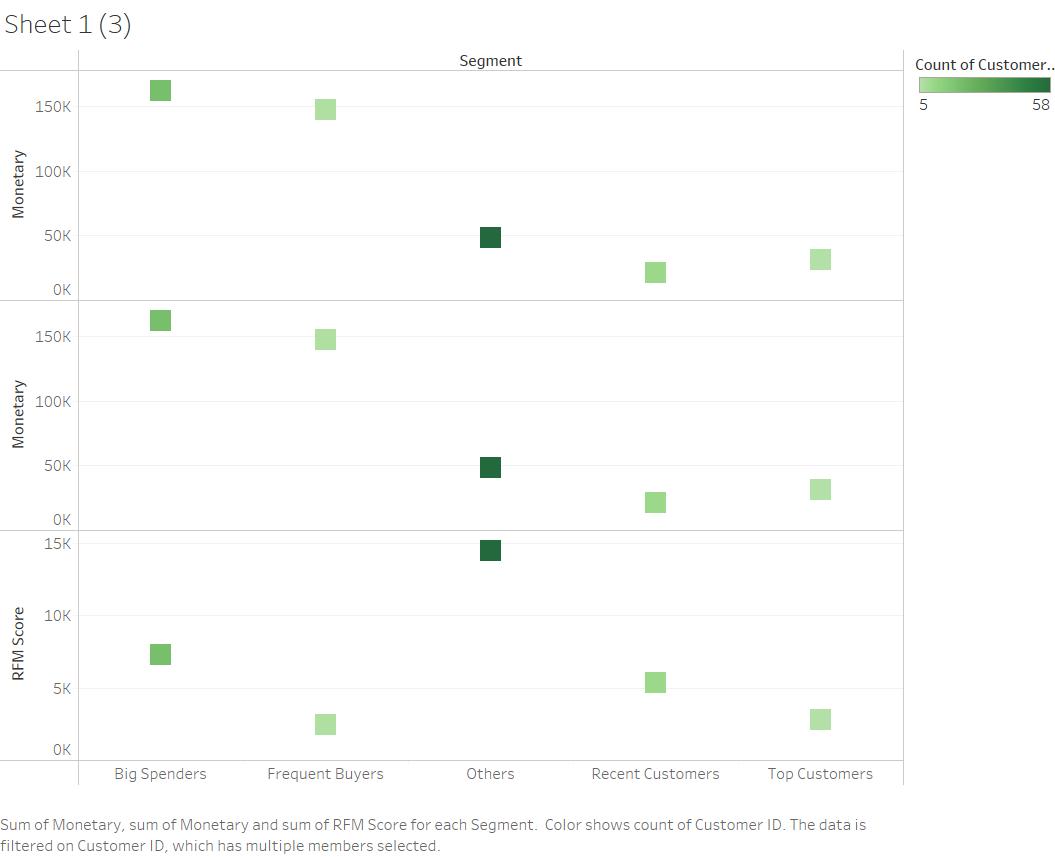 Sheet 1 (3)
Segment
Count of Customer..
5 58
Monetary
150K
100K
50K
0K
Monetary
150K
100K
50K
0K
RFM Score
15K
10K
5K
0K
Big Spenders Frequent Buyers Others Recent Customers Top Customers
Sum of Monetary, sum of Monetary and sum of RFM Score for each Segment. Color shows count of Customer ID. The data is
filtered on Customer ID, which has multiple members selected.